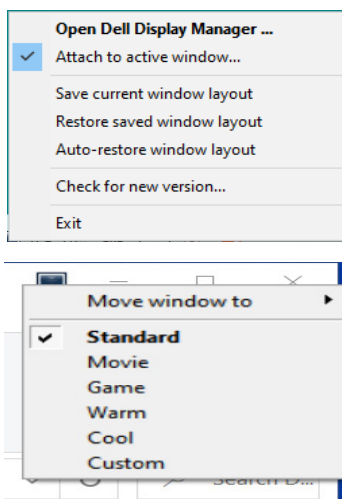 Open Dell Display Manager ...
Attach to active window...
Save current window layout
Restore saved window layout
Auto-restore window layout
Check for new version...
Exit
Move window to
Standard
Movie
Game
Warm
Cool
Custom
Search D...